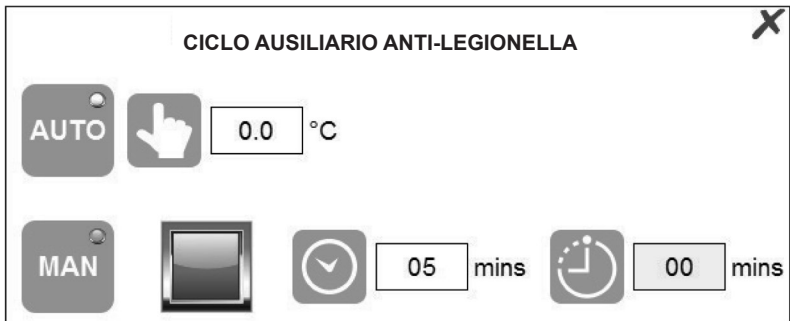 CICLO AUSILIARIO ANTI-LEGIONELLA
AUTO 0.0 °C
MAN 05 mins 00 mins